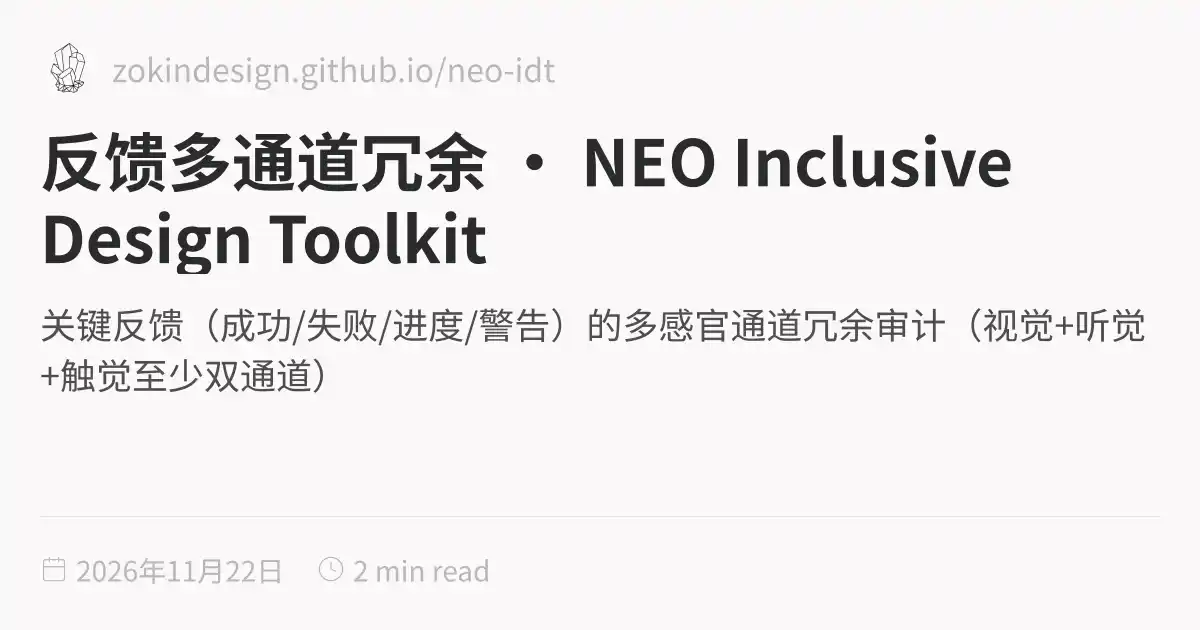 zokindesign.github.io/neo-idt
反馈多通道冗余 · NEO Inclusive
Design Toolkit
关键反馈（成功/失败/进度/警告）的多感官通道冗余审计（视觉+听觉
+触觉至少双通道）
2026年11月22日
2 min read